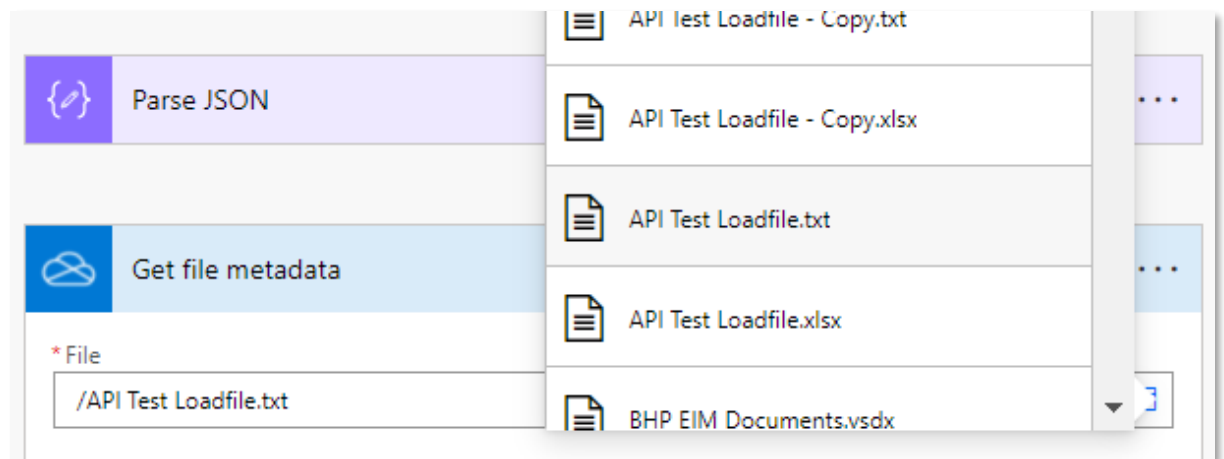 API Test Loadfile - Copy.txt
Parse JSON
...
API Test Loadfile - Copy.xlsx
API Test Loadfile.txt
Get file metadata
...
API Test Loadfile.xlsx
* File
/API Test Loadfile.txt
BHP EIM Documents.vsdx